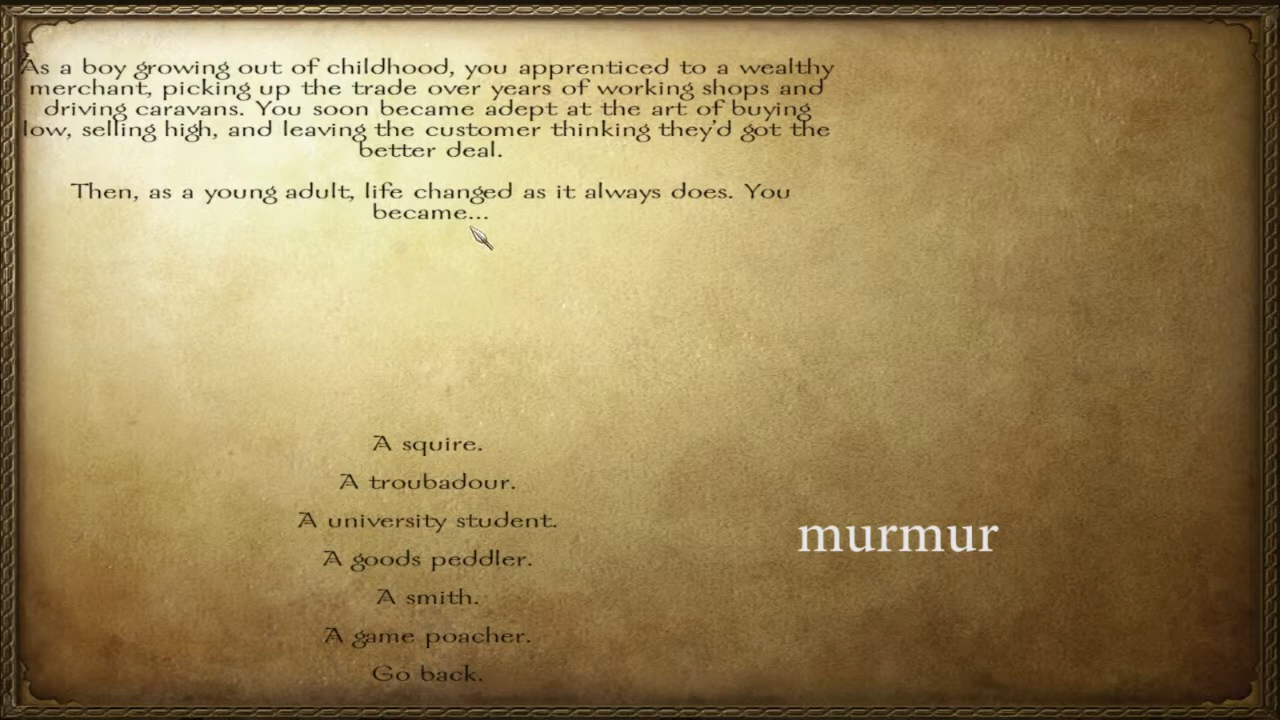 As a boy growing out of childhood, you apprenticed to a wealthy
merchant, picking up the trade over years of working shops and
driving caravans. You soon became adept at the art of buying
low, selling high, and leaving the customer thinking they'd got the
better deal.
Then, as a young adult, life changed as it always does. You
became...
A squire.
A troubadour.
A university student.
A goods peddler.
A smith.
A game poacher.
Go back.
murmur